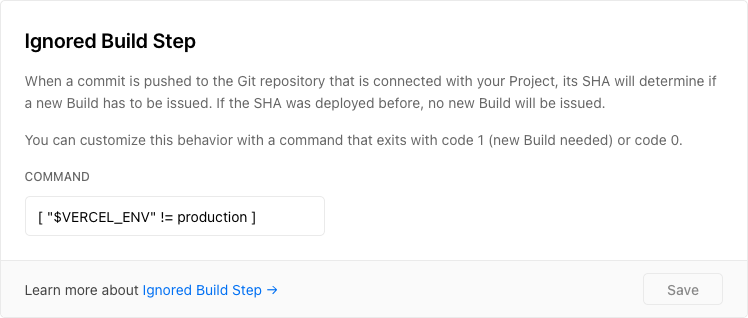 Ignored Build Step
When a commit is pushed to the Git repository that is connected with your Project, its SHA will determine if
a new Build has to be issued. If the SHA was deployed before, no new Build will be issued.
You can customize this behavior with a command that exits with code 1 (new Build needed) or code 0.
COMMAND
[ "$VERCEL_ENV" != production ]
Learn more about Ignored Build Step →
Save